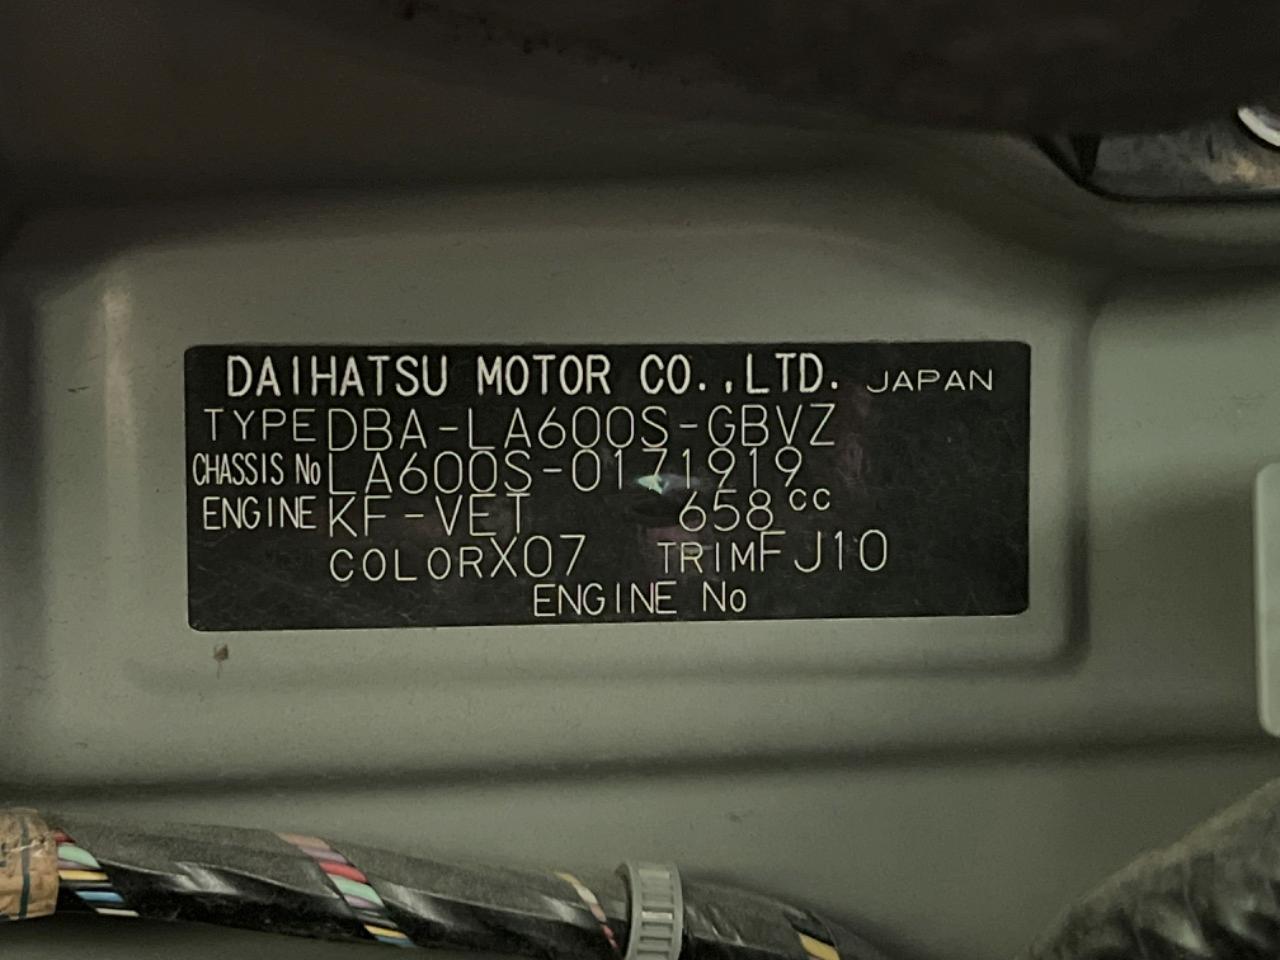 DAIHATSU MOTOR CO.,LTD. JAPAN
TYPE DBA-LA600S-GBVZ
CHASSIS No LA600S-0171919
ENGINE KF-VET 658cc
COLOR X07 TRIM FJ10
ENGINE No